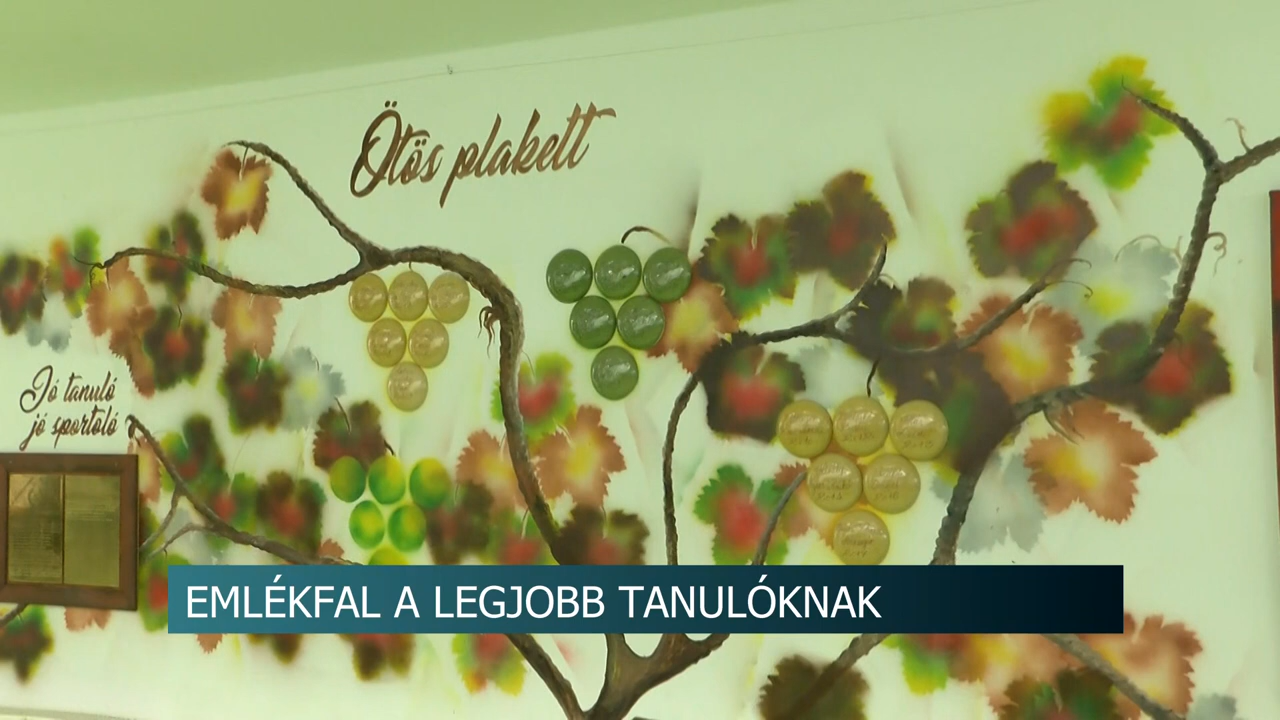 Ötös plakett
Jó tanuló
jó sportoló
EMLÉKFAL A LEGJOBB TANULÓKNAK